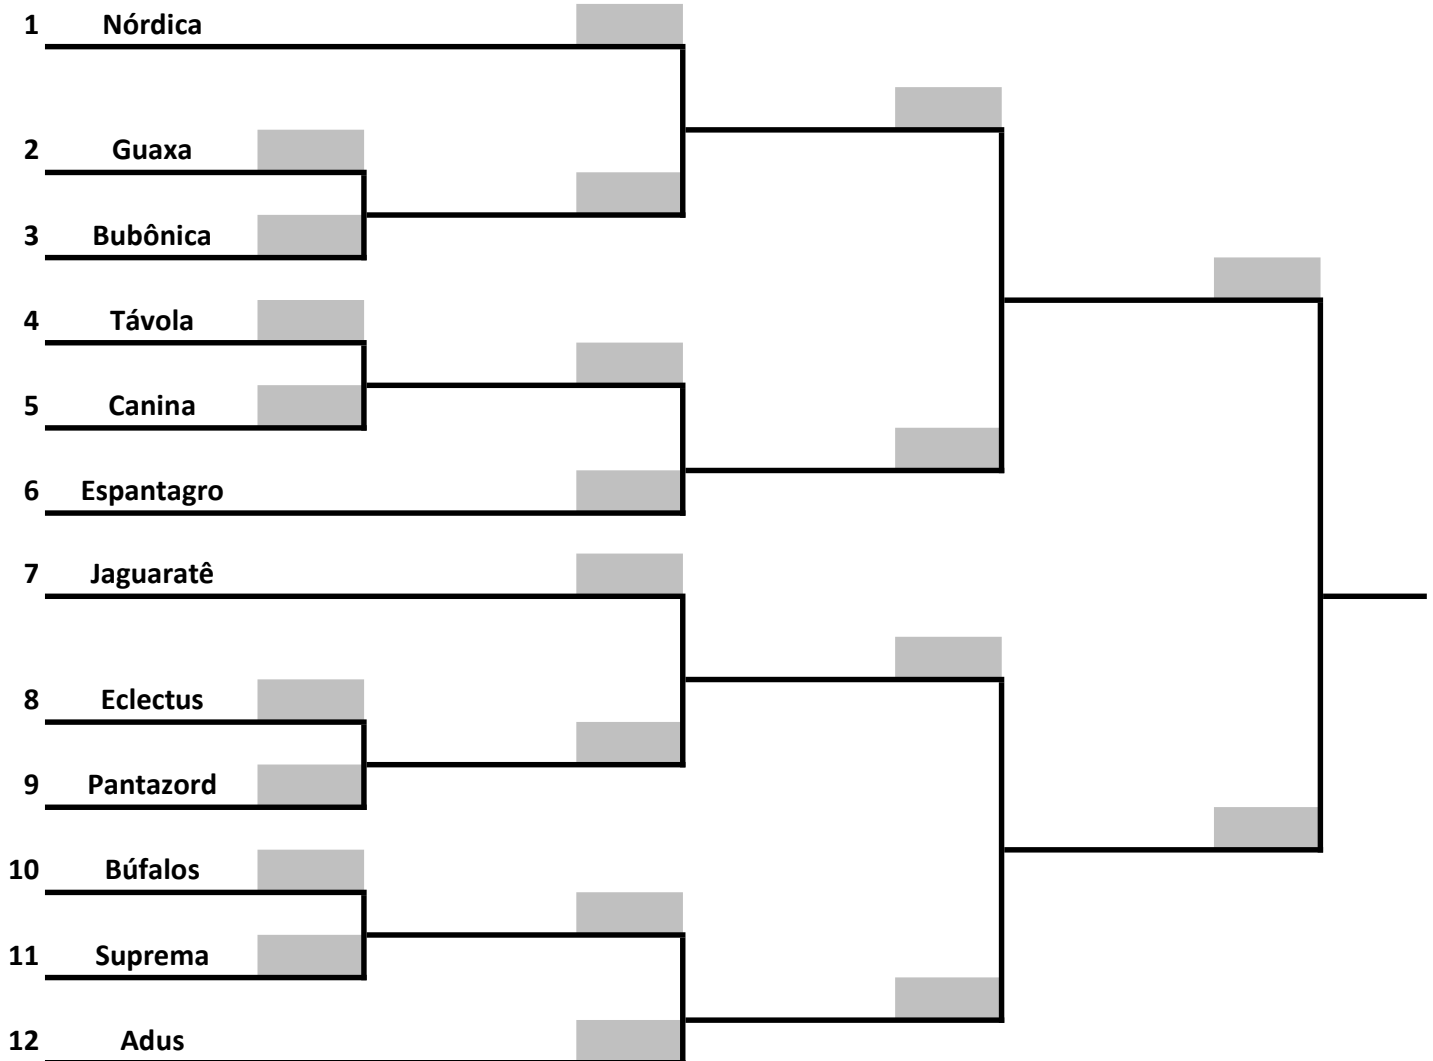 1 Nórdica
2 Guaxa
3 Bubônica
4 Távola
5 Canina
6 Espantagro
7 Jaguaratê
8 Eclectus
9 Pantazord
10 Búfalos
11 Suprema
12 Adus